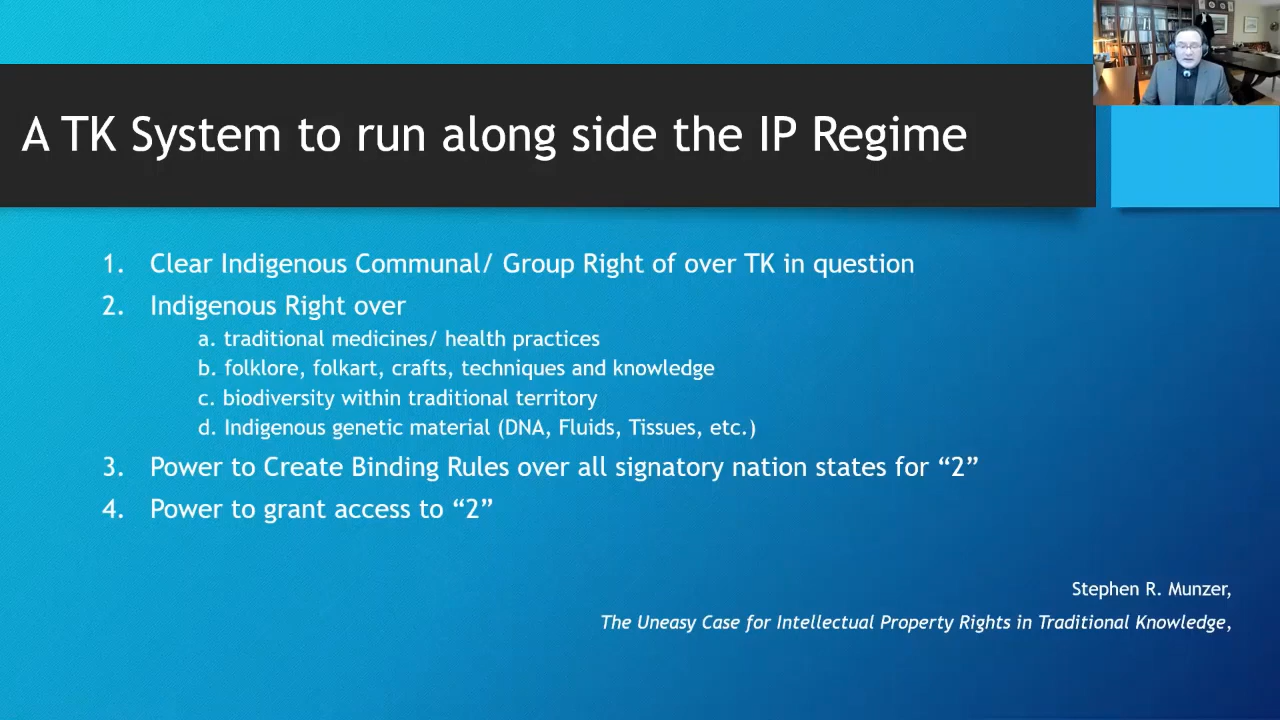 A TK System to run along side the IP Regime
1. Clear Indigenous Communal/ Group Right of over TK in question
2. Indigenous Right over
a. traditional medicines/ health practices
b. folklore, folkart, crafts, techniques and knowledge
c. biodiversity within traditional territory
d. Indigenous genetic material (DNA, Fluids, Tissues, etc.)
3. Power to Create Binding Rules over all signatory nation states for “2”
4. Power to grant access to “2”
Stephen R. Munzer,
The Uneasy Case for Intellectual Property Rights in Traditional Knowledge,